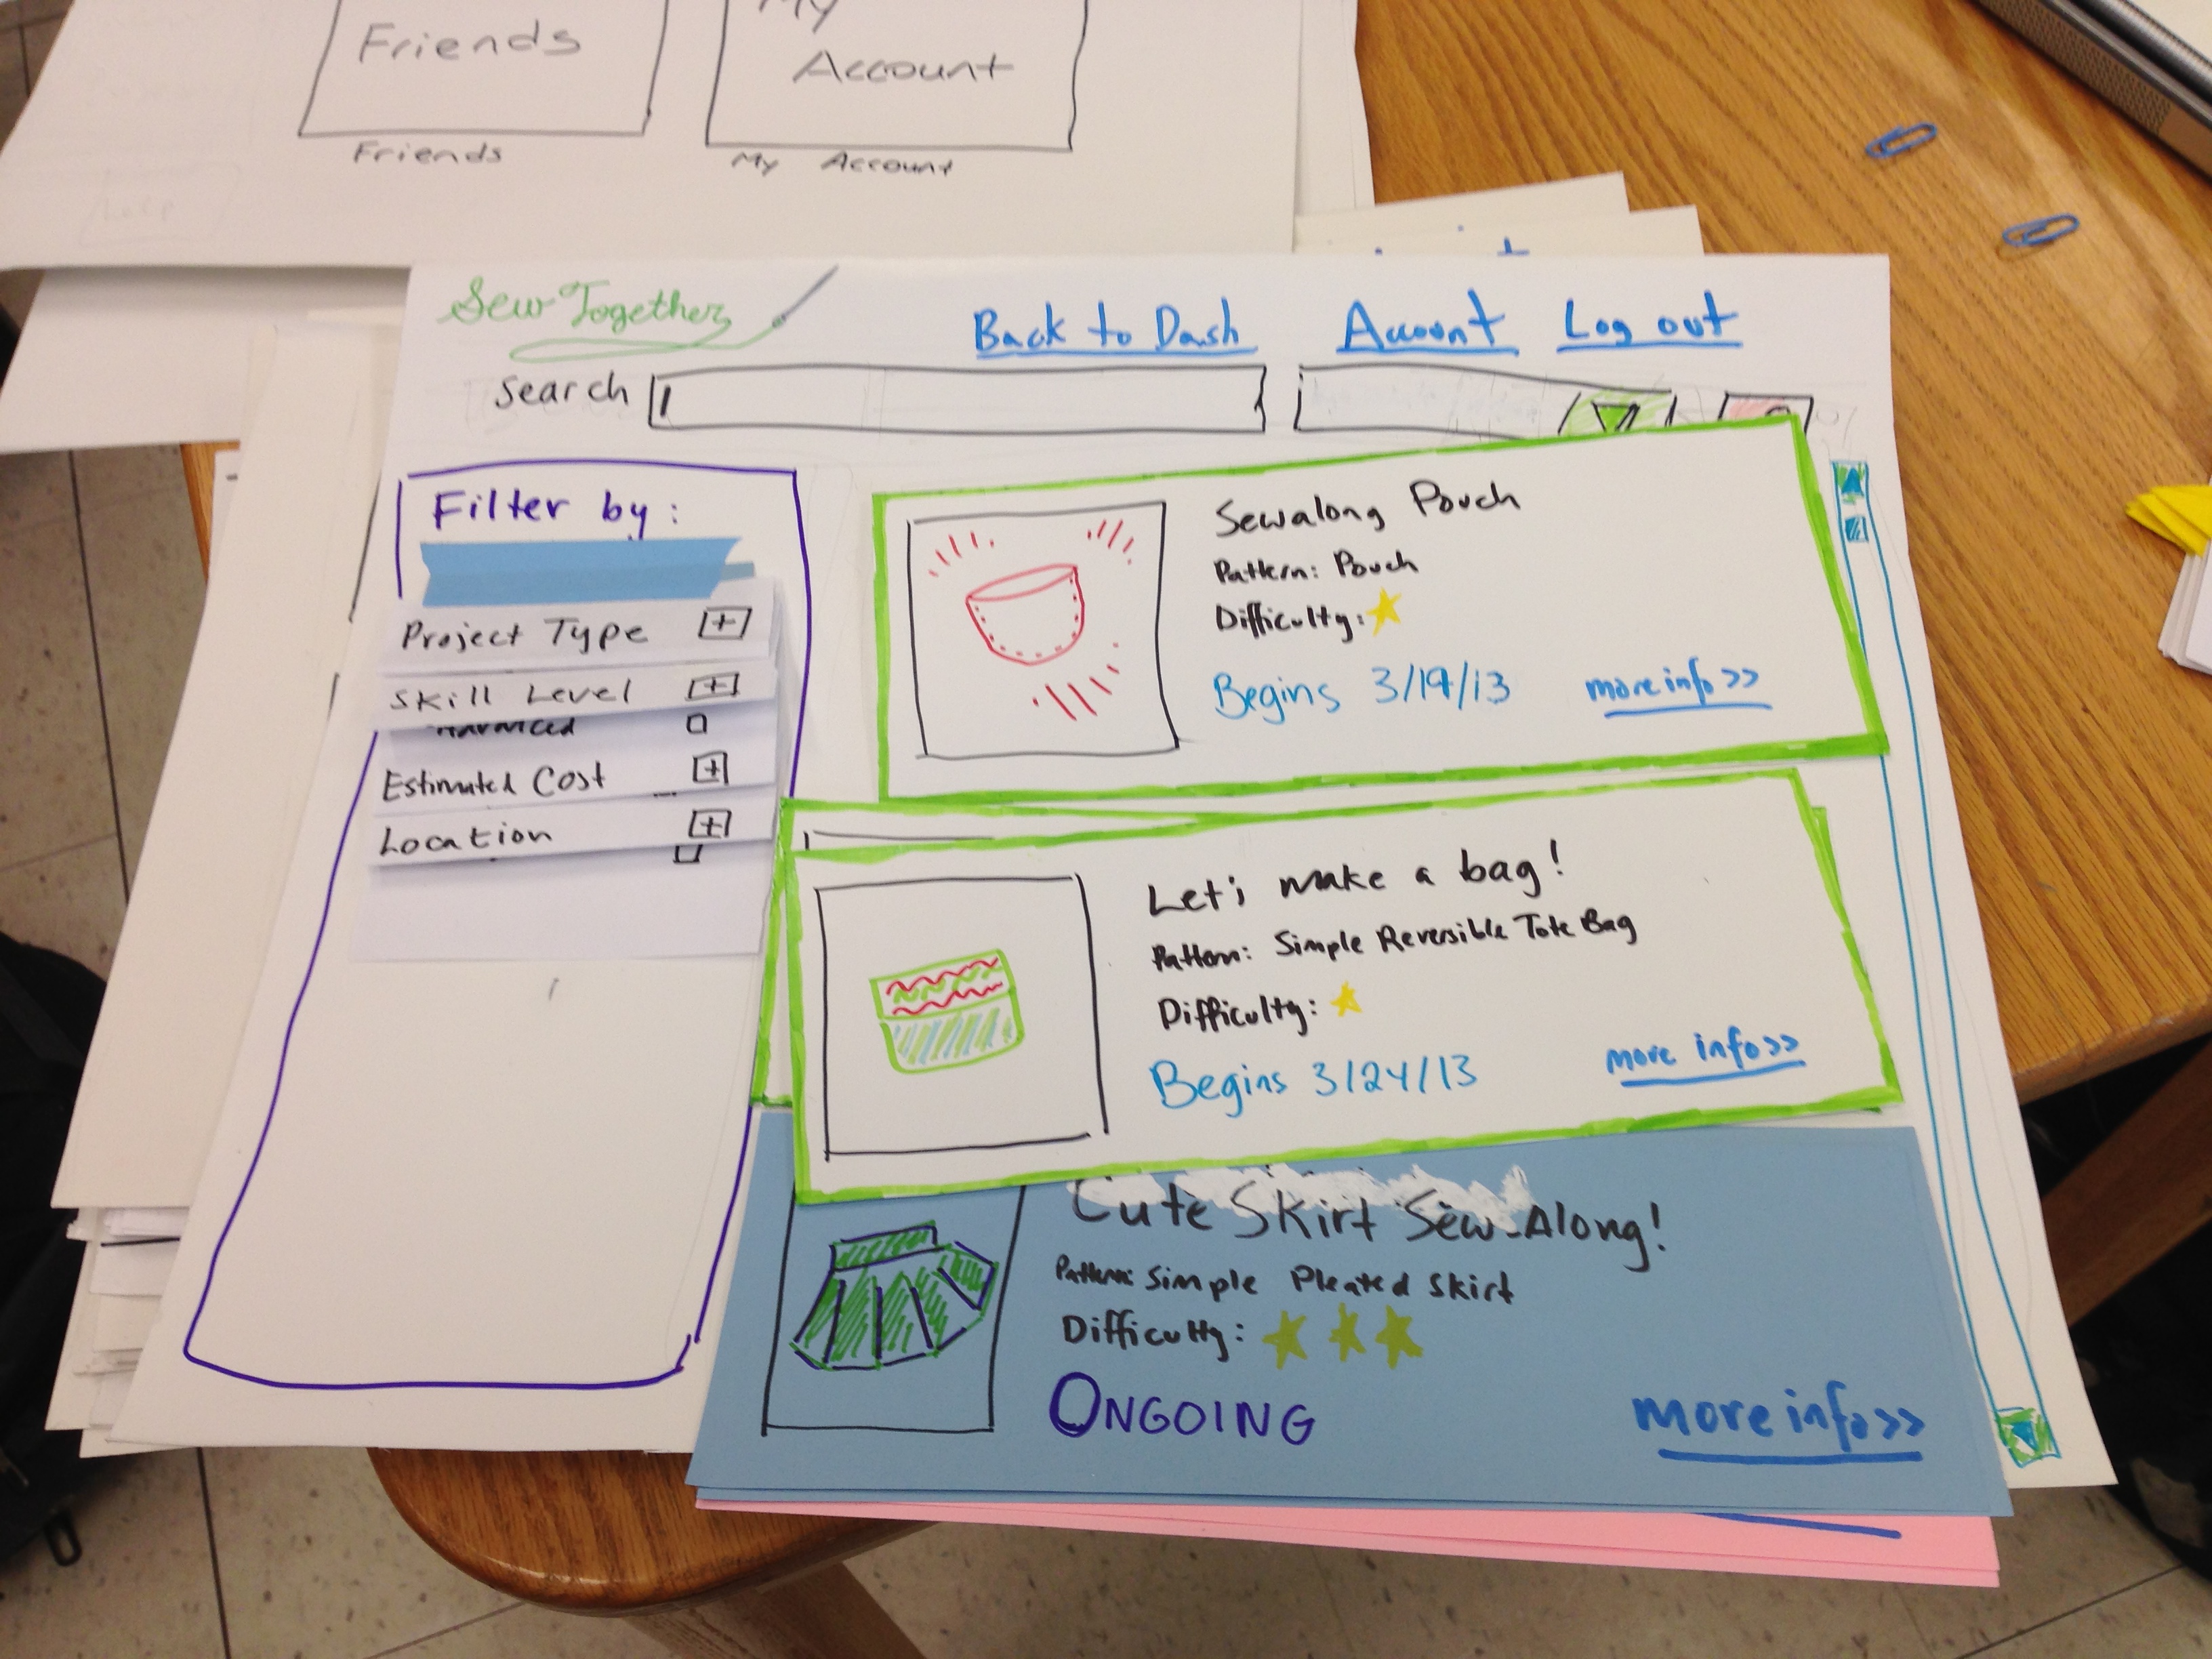 Friends
My
Account
Friends
My Account
help
Sew Together
Back to Dash Account Log out
Search
Filter by:
Project Type +
Skill Level +
Advanced
Estimated Cost +
Location +
Sewalong Pouch
Pattern: Pouch
Difficulty:
Begins 3/19/13 more info >>
Let's make a bag!
Pattern: Simple Reversible Tote Bag
Difficulty:
Begins 3/24/13 more info >>
Cute Skirt Sew-Along!
Pattern: Simple Pleated Skirt
Difficulty:
ONGOING more info >>